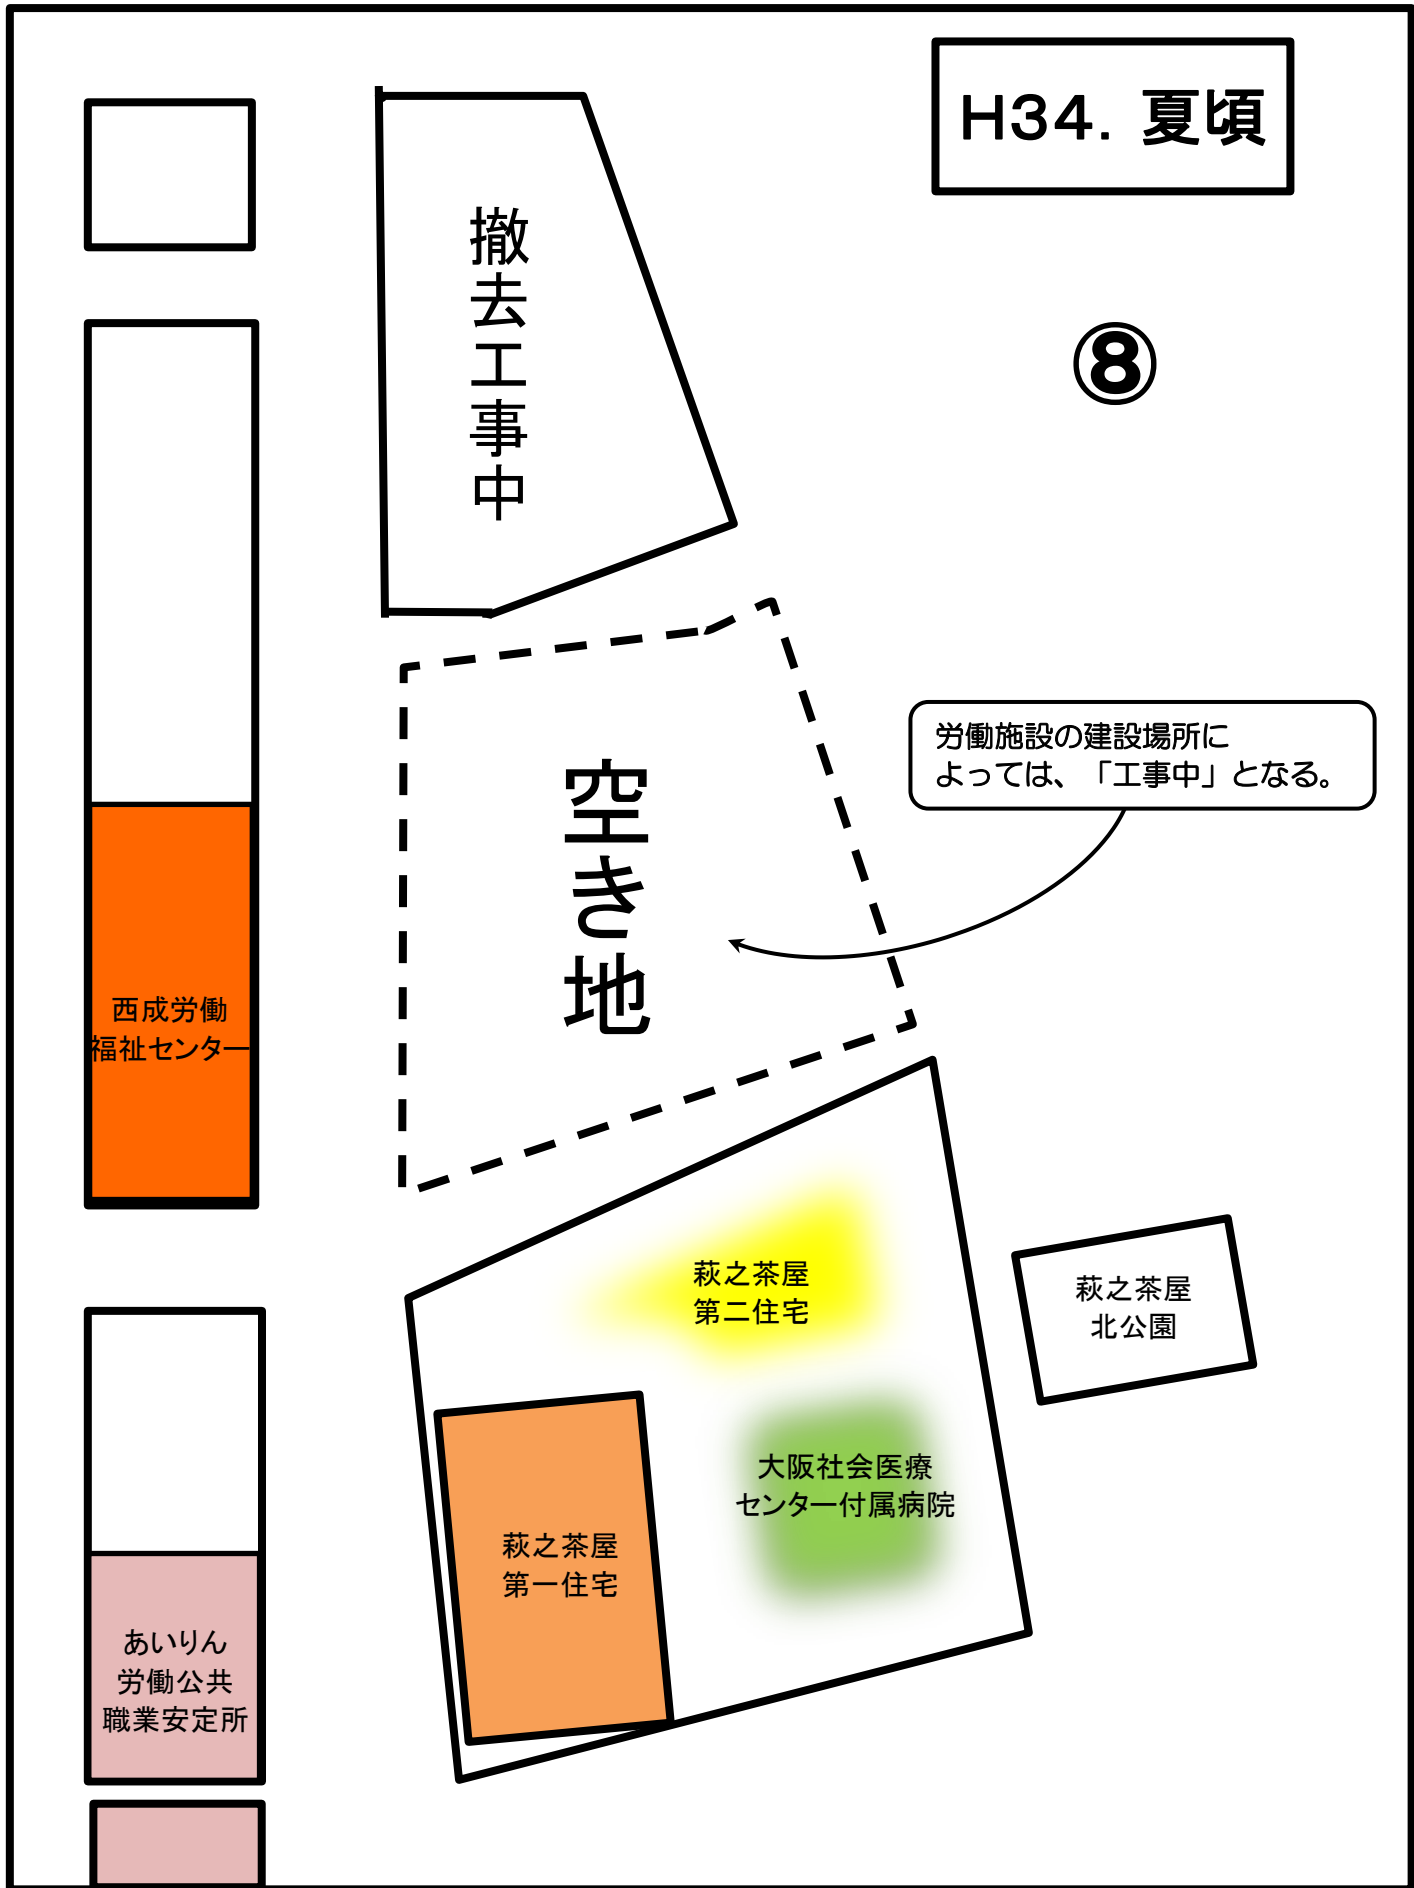 H34. 夏頃
⑧
撤去工事中
労働施設の建設場所に
よっては、「工事中」となる。
空き地
西成労働
福祉センター
萩之茶屋
第二住宅
萩之茶屋
北公園
大阪社会医療
センター付属病院
萩之茶屋
第一住宅
あいりん
労働公共
職業安定所